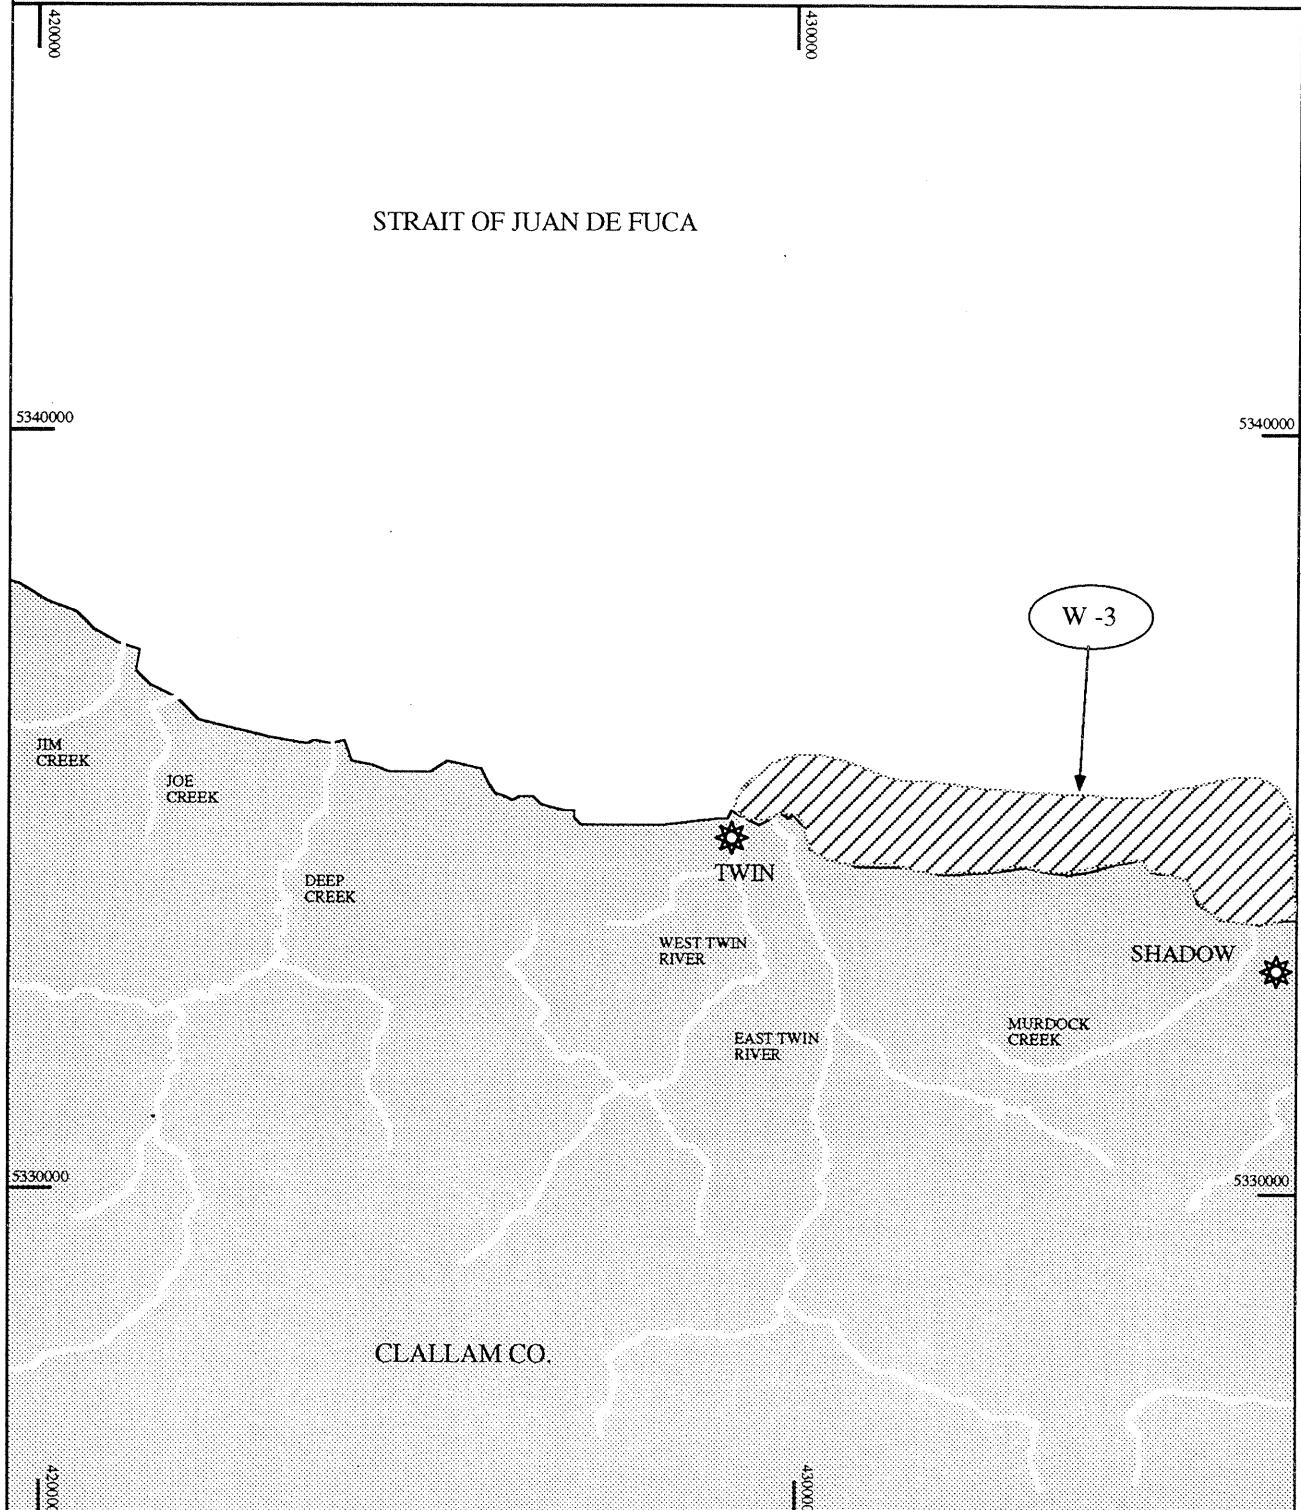 420000
430000
STRAIT OF JUAN DE FUCA
5340000
5340000
W -3
JIM
CREEK
JOE
CREEK
DEEP
CREEK
TWIN
WEST TWIN
RIVER
SHADOW
EAST TWIN
RIVER
MURDOCK
CREEK
5330000
5330000
CLALLAM CO.
420000
430000